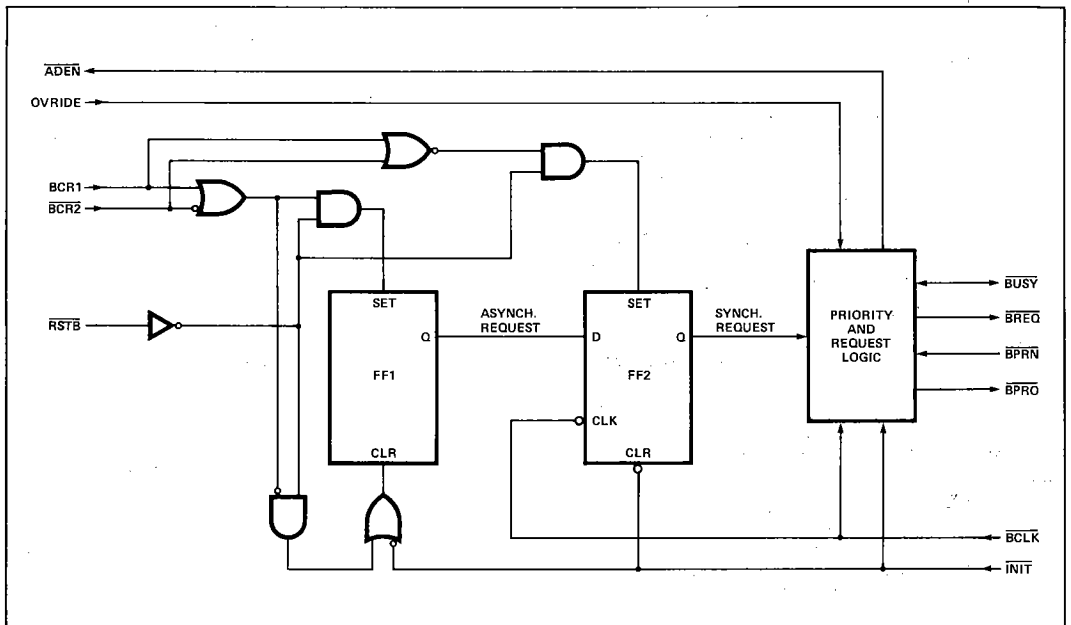 ADEN
OVRIDE
BCR1
BCR2
RSTB
SET
Q
FF1
CLR
ASYNCH.
REQUEST
SET
D
Q
FF2
CLK
CLR
SYNCH.
REQUEST
PRIORITY
AND
REQUEST
LOGIC
BUSY
BREQ
BPRN
BPRO
BCLK
INIT